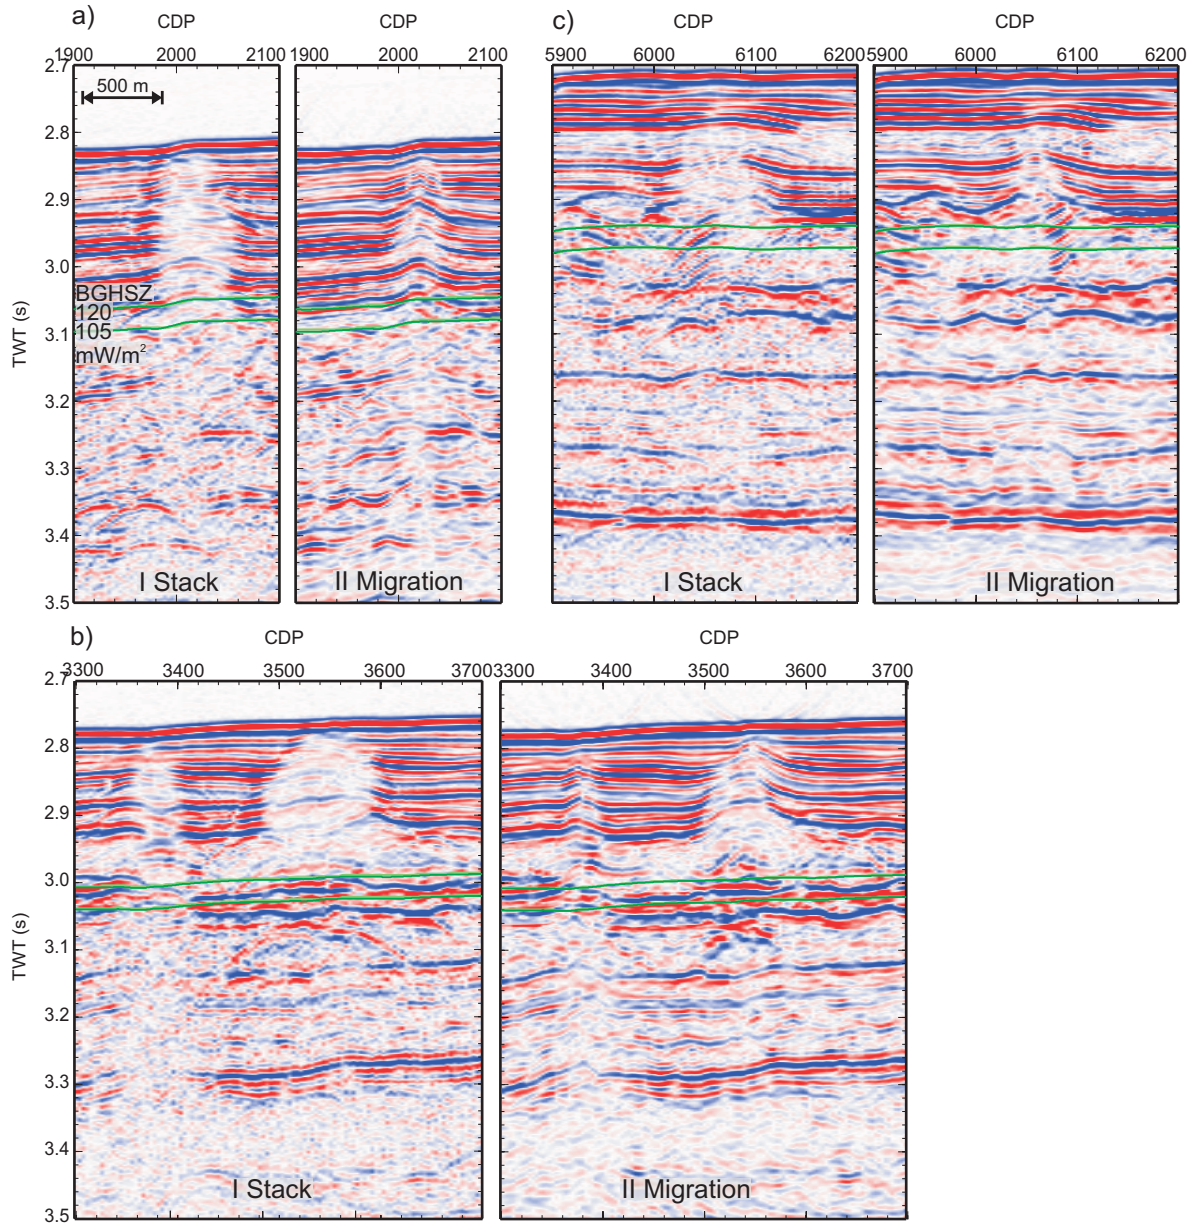 a)
CDP
CDP
1900 2000 2100
1900 2000 2100
2.7
2.8
2.9
3.0
3.1
3.2
3.3
3.4
3.5
TWT (s)
500 m
BGHSZ
120
105
mW/m²
I Stack
II Migration
c)
CDP
CDP
5900 6000 6100 6200
5900 6000 6100 6200
I Stack
II Migration
b)
CDP
CDP
3300 3400 3500 3600 3700
3300 3400 3500 3600 3700
2.7
2.8
2.9
3.0
3.1
3.2
3.3
3.4
3.5
TWT (s)
I Stack
II Migration